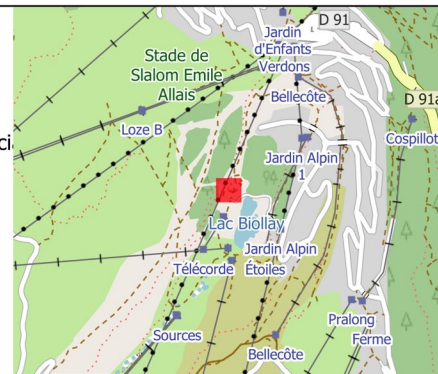 D 91
Jardin
d'Enfants
Verdons
Stade de
Slalom Emile
Allais
Bellecôte
D 91a
Loze B
Cospillot
ci
Jardin Alpin
1
Lac Biollay
Jardin Alpin
Télécorde
Étoiles
Sources
Pralong
Ferme
Bellecôte